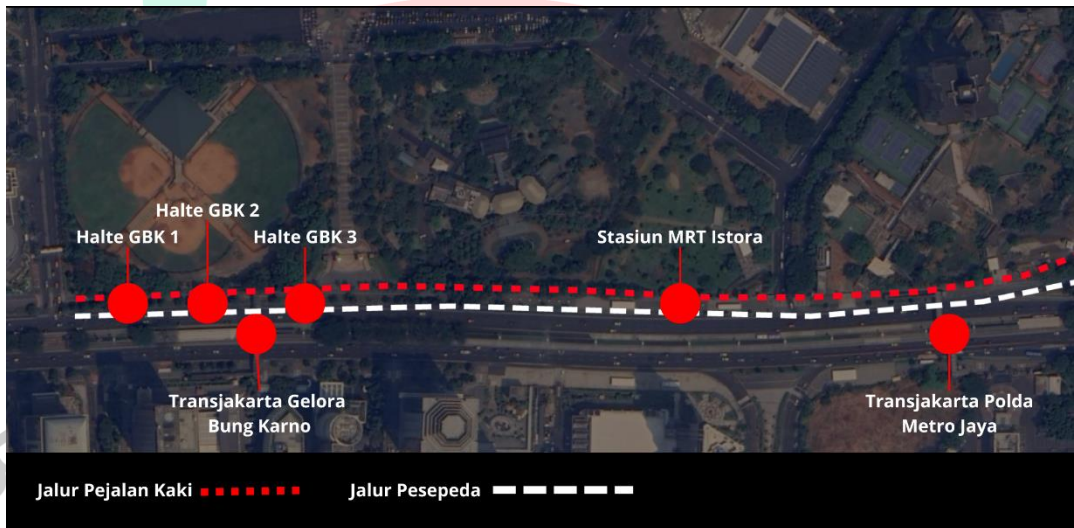 Halte GBK 2
Halte GBK 1
Halte GBK 3
Stasiun MRT Istora
Transjakarta Gelora
Bung Karno
Transjakarta Polda
Metro Jaya
Jalur Pejalan Kaki
Jalur Pesepeda